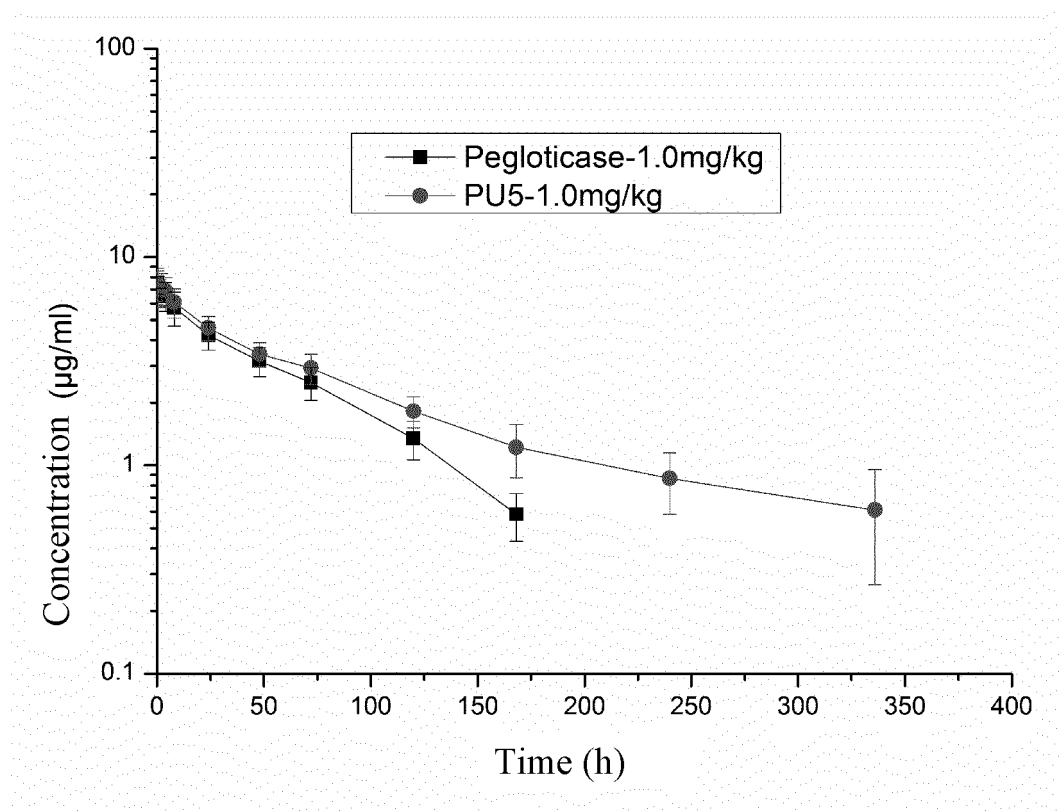 100
10
1
0.1
Concentration (µg/ml)
Pegloticase-1.0mg/kg
PU5-1.0mg/kg
0 50 100 150 200 250 300 350 400
Time (h)